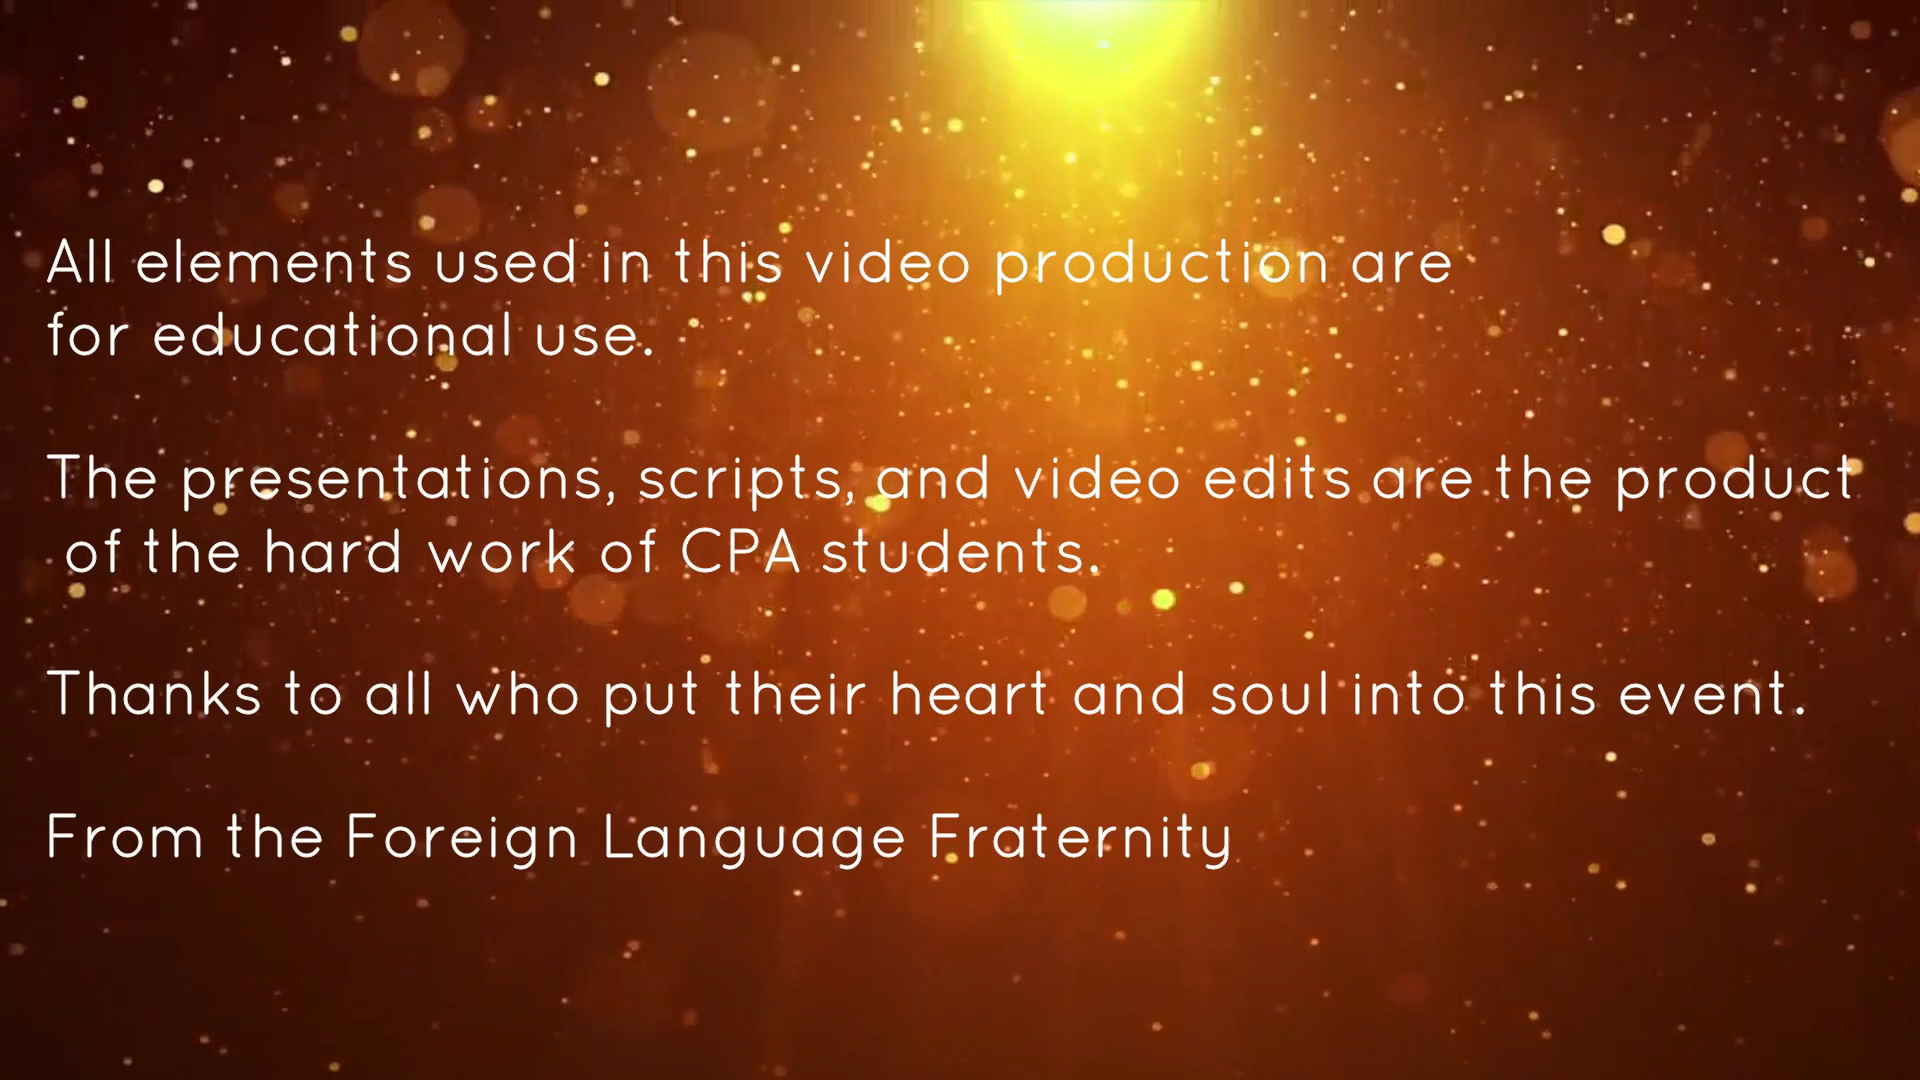 All elements used in this video production are
for educational use.
The presentations, scripts, and video edits are the product
of the hard work of CPA students.
Thanks to all who put their heart and soul into this event.
From the Foreign Language Fraternity